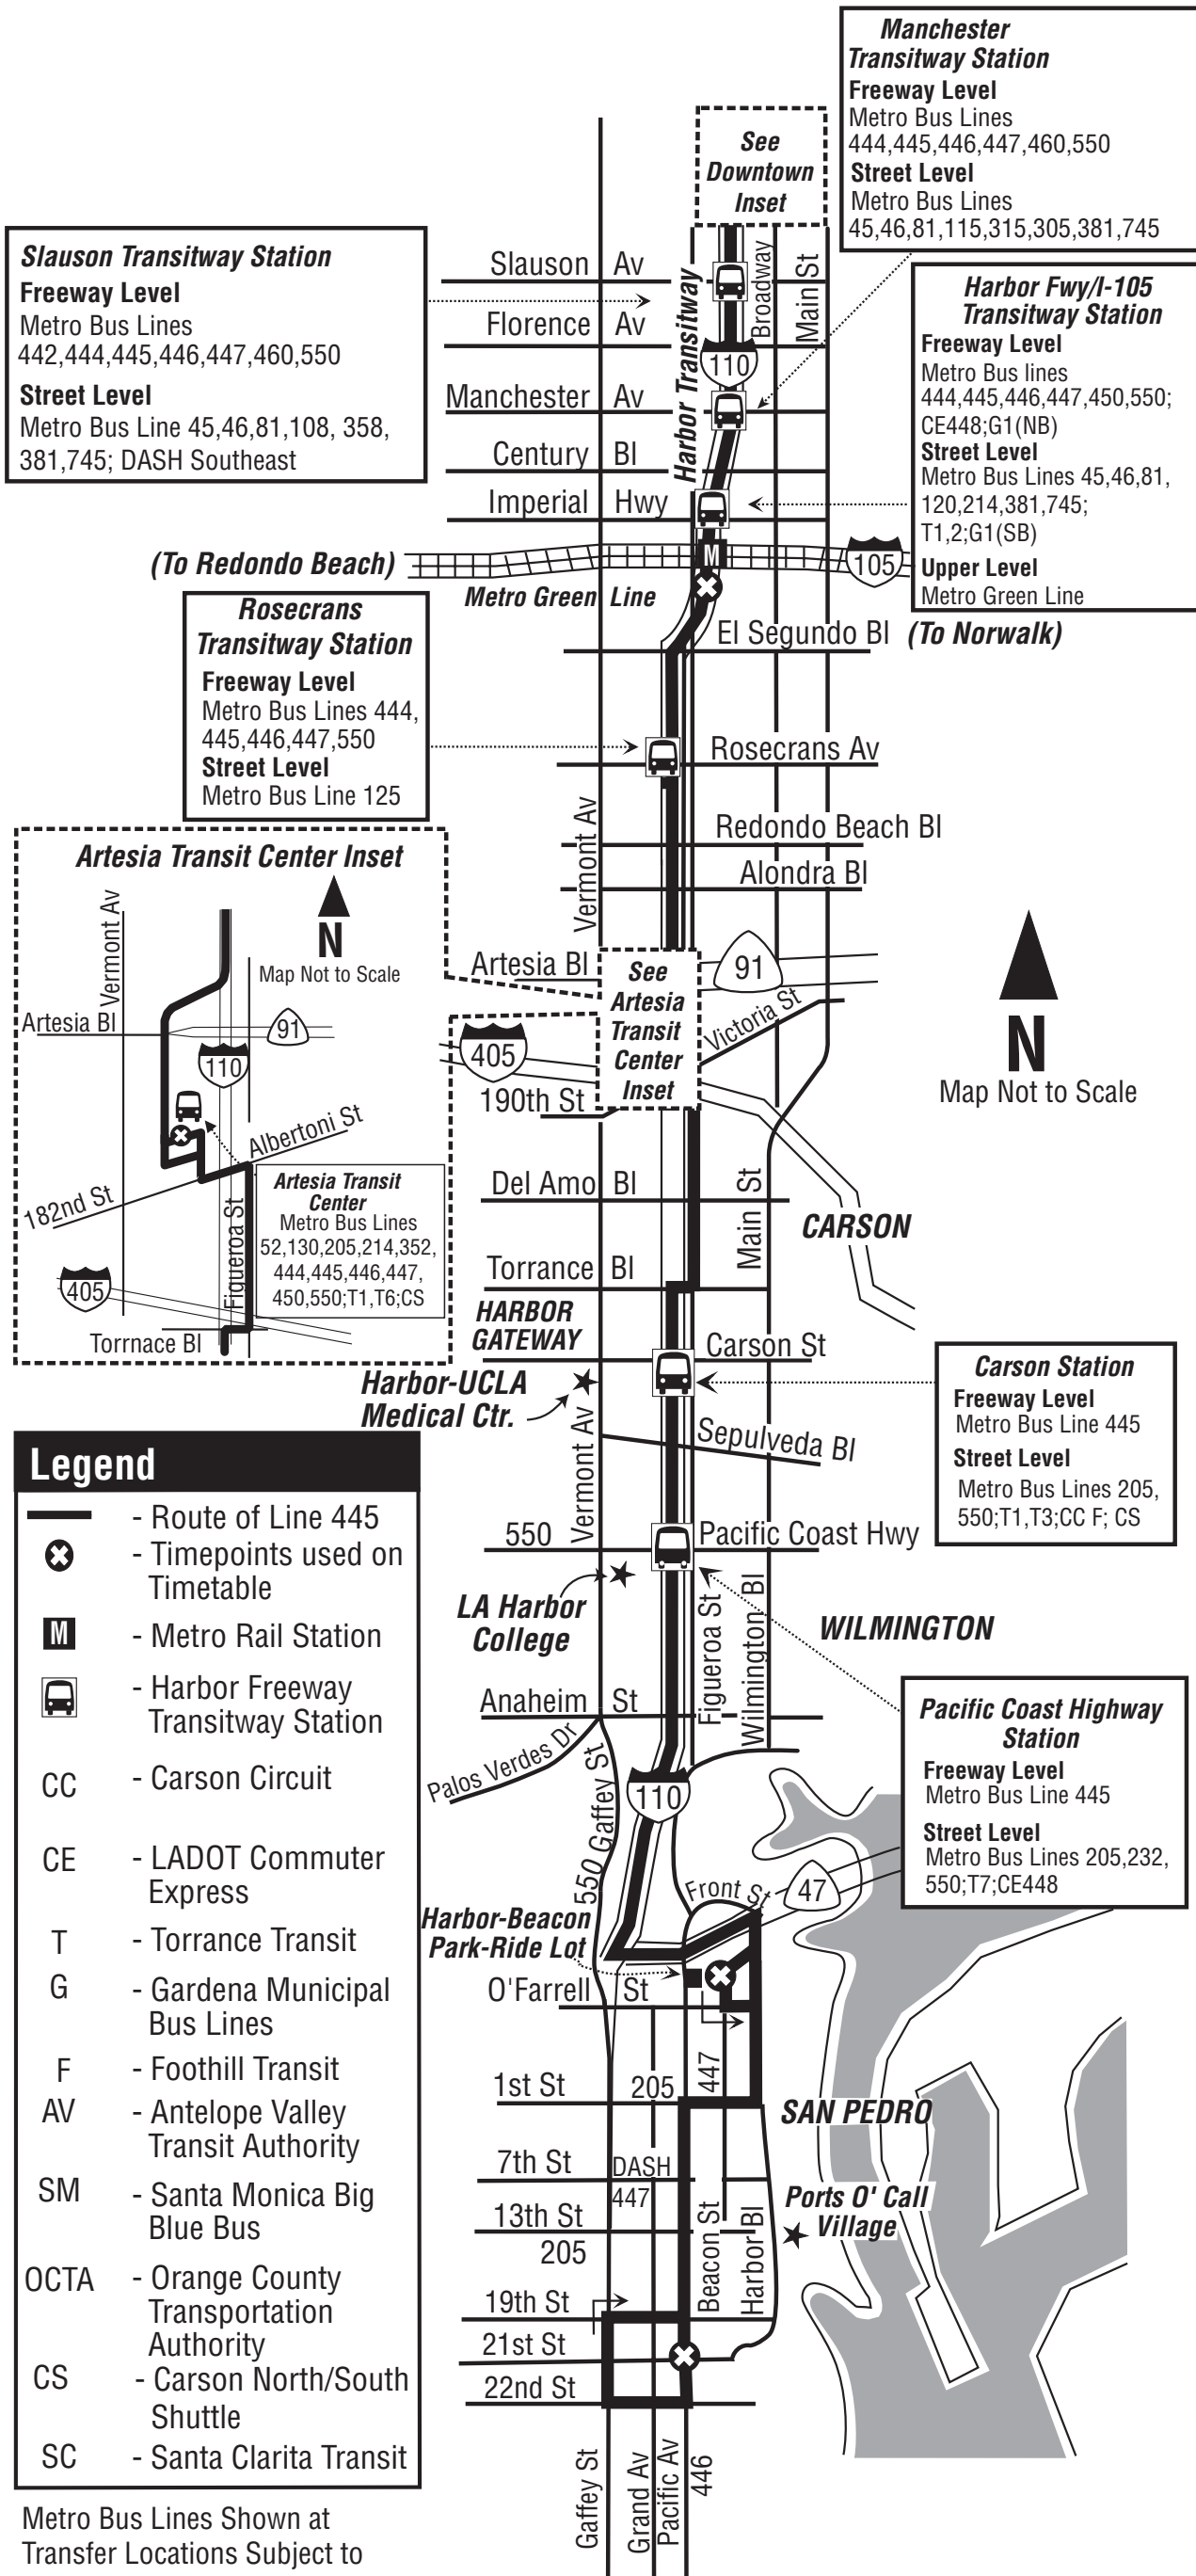 Manchester
Transitway Station
Freeway Level
Metro Bus Lines
444,445,446,447,460,550
Street Level
Metro Bus Lines
45,46,81,115,315,305,381,745
See
Downtown
Inset
Slauson Transitway Station
Freeway Level
Metro Bus Lines
442,444,445,446,447,460,550
Street Level
Metro Bus Line 45,46,81,108, 358,
381,745; DASH Southeast
Slauson Av
Florence Av
Manchester Av
Century Bl
Imperial Hwy
Harbor Transitway
Broadway
Main St
110
Harbor Fwy/I-105
Transitway Station
Freeway Level
Metro Bus lines
444,445,446,447,450,550;
CE448;G1(NB)
Street Level
Metro Bus Lines 45,46,81,
120,214,381,745;
T1,2;G1(SB)
Upper Level
Metro Green Line
(To Redondo Beach)
M
105
Metro Green Line
El Segundo Bl
(To Norwalk)
Rosecrans
Transitway Station
Freeway Level
Metro Bus Lines 444,
445,446,447,550
Street Level
Metro Bus Line 125
Rosecrans Av
Vermont Av
Redondo Beach Bl
Alondra Bl
Artesia Transit Center Inset
N
Map Not to Scale
Vermont Av
Artesia Bl
91
110
Albertoni St
182nd St
Figueroa St
Artesia Transit
Center
Metro Bus Lines
52,130,205,214,352,
444,445,446,447,
450,550;T1,T6;CS
405
Torrnace Bl
Artesia Bl
See
Artesia
Transit
Center
Inset
91
Victoria St
405
190th St
N
Map Not to Scale
Del Amo Bl
Main St
CARSON
Torrance Bl
HARBOR
GATEWAY
Carson St
Harbor-UCLA
Medical Ctr.
Vermont Av
Sepulveda Bl
Carson Station
Freeway Level
Metro Bus Line 445
Street Level
Metro Bus Lines 205,
550;T1,T3;CC F; CS
550
Pacific Coast Hwy
LA Harbor
College
Figueroa St
Wilmington Bl
WILMINGTON
Anaheim St
Palos Verdes Dr
550 Gaffey St
110
Pacific Coast Highway
Station
Freeway Level
Metro Bus Line 445
Street Level
Metro Bus Lines 205,232,
550;T7;CE448
Front St
47
Harbor-Beacon
Park-Ride Lot
O'Farrell St
1st St
205
447
SAN PEDRO
7th St
DASH
447
13th St
205
Beacon St
Harbor Bl
Ports O' Call
Village
19th St
21st St
22nd St
Gaffey St
Grand Av
Pacific Av
446
Legend
- Route of Line 445
- Timepoints used on
Timetable
M - Metro Rail Station
- Harbor Freeway
Transitway Station
CC - Carson Circuit
CE - LADOT Commuter
Express
T - Torrance Transit
G - Gardena Municipal
Bus Lines
F - Foothill Transit
AV - Antelope Valley
Transit Authority
SM - Santa Monica Big
Blue Bus
OCTA - Orange County
Transportation
Authority
CS - Carson North/South
Shuttle
SC - Santa Clarita Transit
Metro Bus Lines Shown at
Transfer Locations Subject to